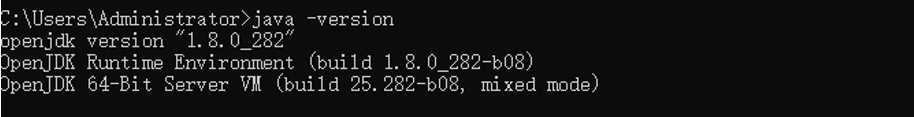 C:\Users\Administrator>java -version
openjdk version "1.8.0_282"
OpenJDK Runtime Environment (build 1.8.0_282-b08)
OpenJDK 64-Bit Server VM (build 25.282-b08, mixed mode)